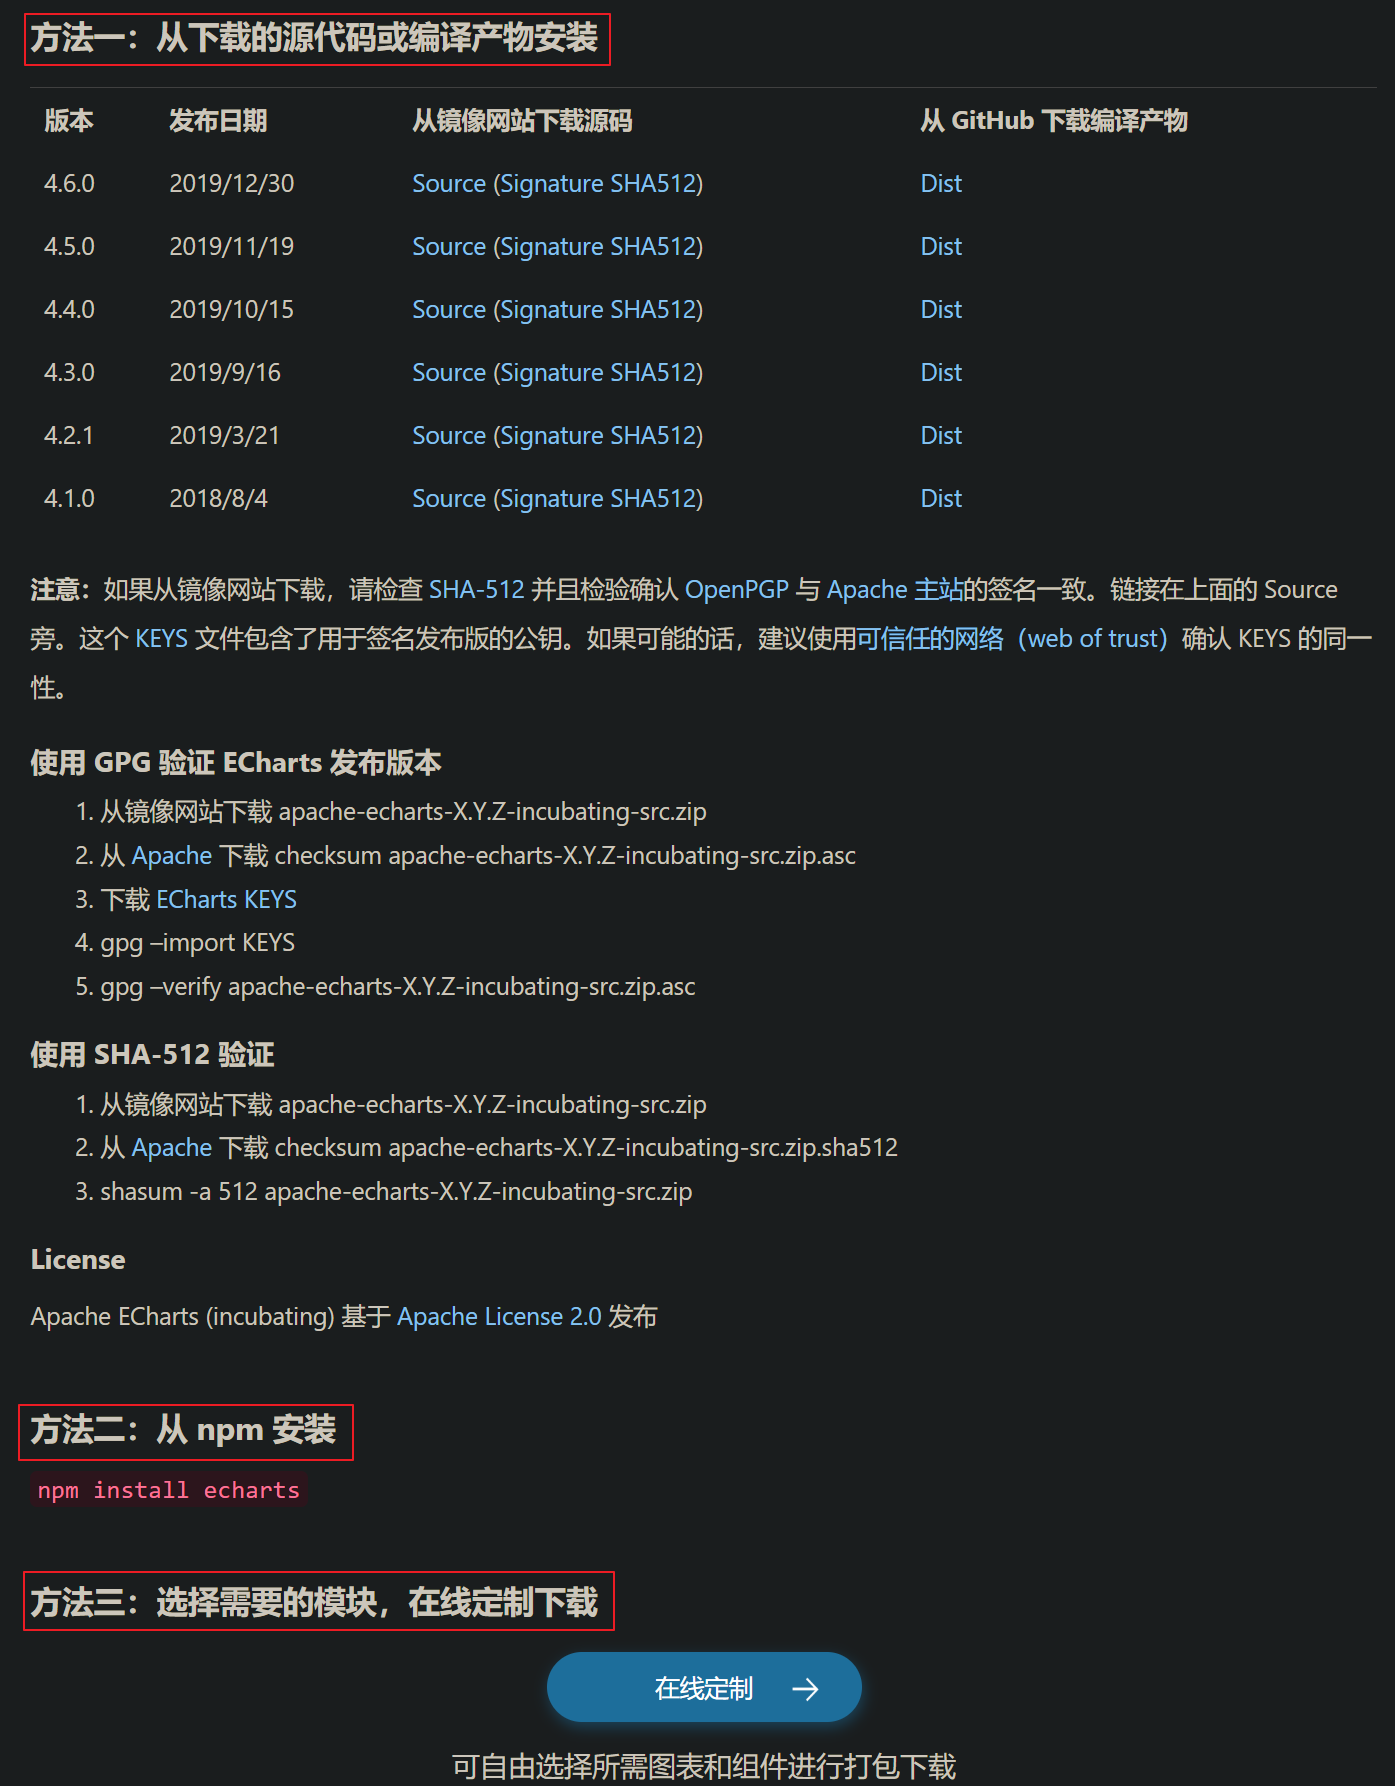 方法一：从下载的源代码或编译产物安装
版本 发布日期 从镜像网站下载源码 从 GitHub 下载编译产物
4.6.0 2019/12/30 Source (Signature SHA512) Dist
4.5.0 2019/11/19 Source (Signature SHA512) Dist
4.4.0 2019/10/15 Source (Signature SHA512) Dist
4.3.0 2019/9/16 Source (Signature SHA512) Dist
4.2.1 2019/3/21 Source (Signature SHA512) Dist
4.1.0 2018/8/4 Source (Signature SHA512) Dist
注意：如果从镜像网站下载，请检查 SHA-512 并且检验确认 OpenPGP 与 Apache 主站的签名一致。链接在上面的 Source
旁。这个 KEYS 文件包含了用于签名发布版的公钥。如果可能的话，建议使用可信任的网络（web of trust）确认 KEYS 的同一
性。
使用 GPG 验证 ECharts 发布版本
1. 从镜像网站下载 apache-echarts-X.Y.Z-incubating-src.zip
2. 从 Apache 下载 checksum apache-echarts-X.Y.Z-incubating-src.zip.asc
3. 下载 ECharts KEYS
4. gpg –import KEYS
5. gpg –verify apache-echarts-X.Y.Z-incubating-src.zip.asc
使用 SHA-512 验证
1. 从镜像网站下载 apache-echarts-X.Y.Z-incubating-src.zip
2. 从 Apache 下载 checksum apache-echarts-X.Y.Z-incubating-src.zip.sha512
3. shasum -a 512 apache-echarts-X.Y.Z-incubating-src.zip
License
Apache ECharts (incubating) 基于 Apache License 2.0 发布
方法二：从 npm 安装
npm install echarts
方法三：选择需要的模块，在线定制下载
在线定制 →
可自由选择所需图表和组件进行打包下载